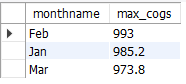 monthname max_cogs
Feb 993
Jan 985.2
Mar 973.8